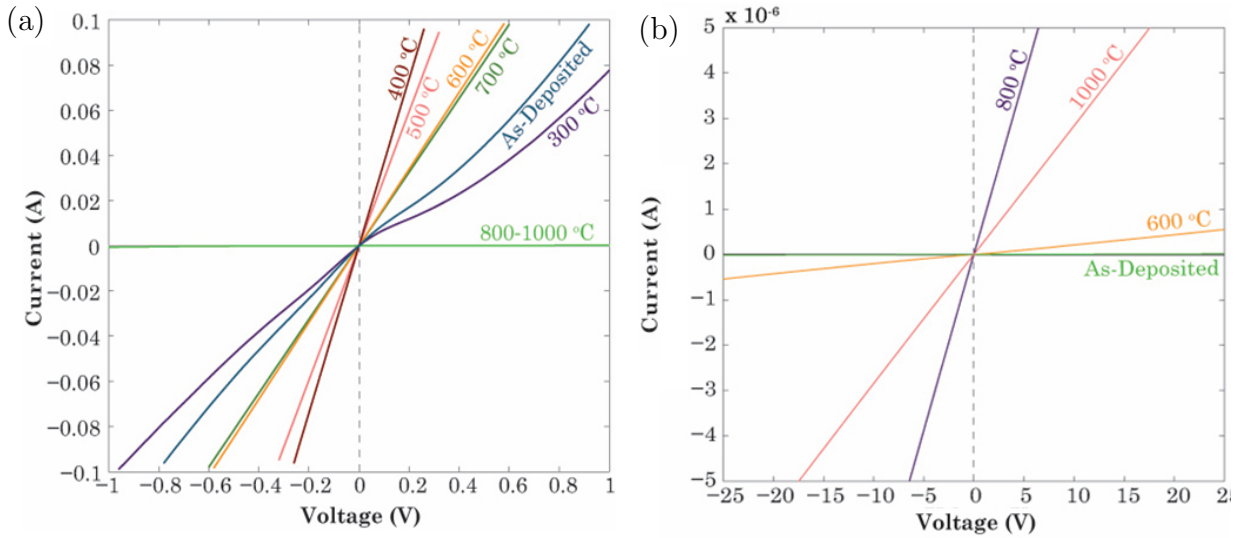 (a)
0.1
0.08
0.06
0.04
0.02
0
−0.02
−0.04
−0.06
−0.08
−0.1
Current (A)
400 °C
500 °C
600 °C
700 °C
As-Deposited
300 °C
800-1000 °C
−1
−0.8
−0.6
−0.4
−0.2
0
0.2
0.4
0.6
0.8
1
Voltage (V)
(b)
x 10⁻⁶
5
4
3
2
1
0
−1
−2
−3
−4
−5
Current (A)
800 °C
1000 °C
600 °C
As-Deposited
−25
−20
−15
−10
−5
0
5
10
15
20
25
Voltage (V)